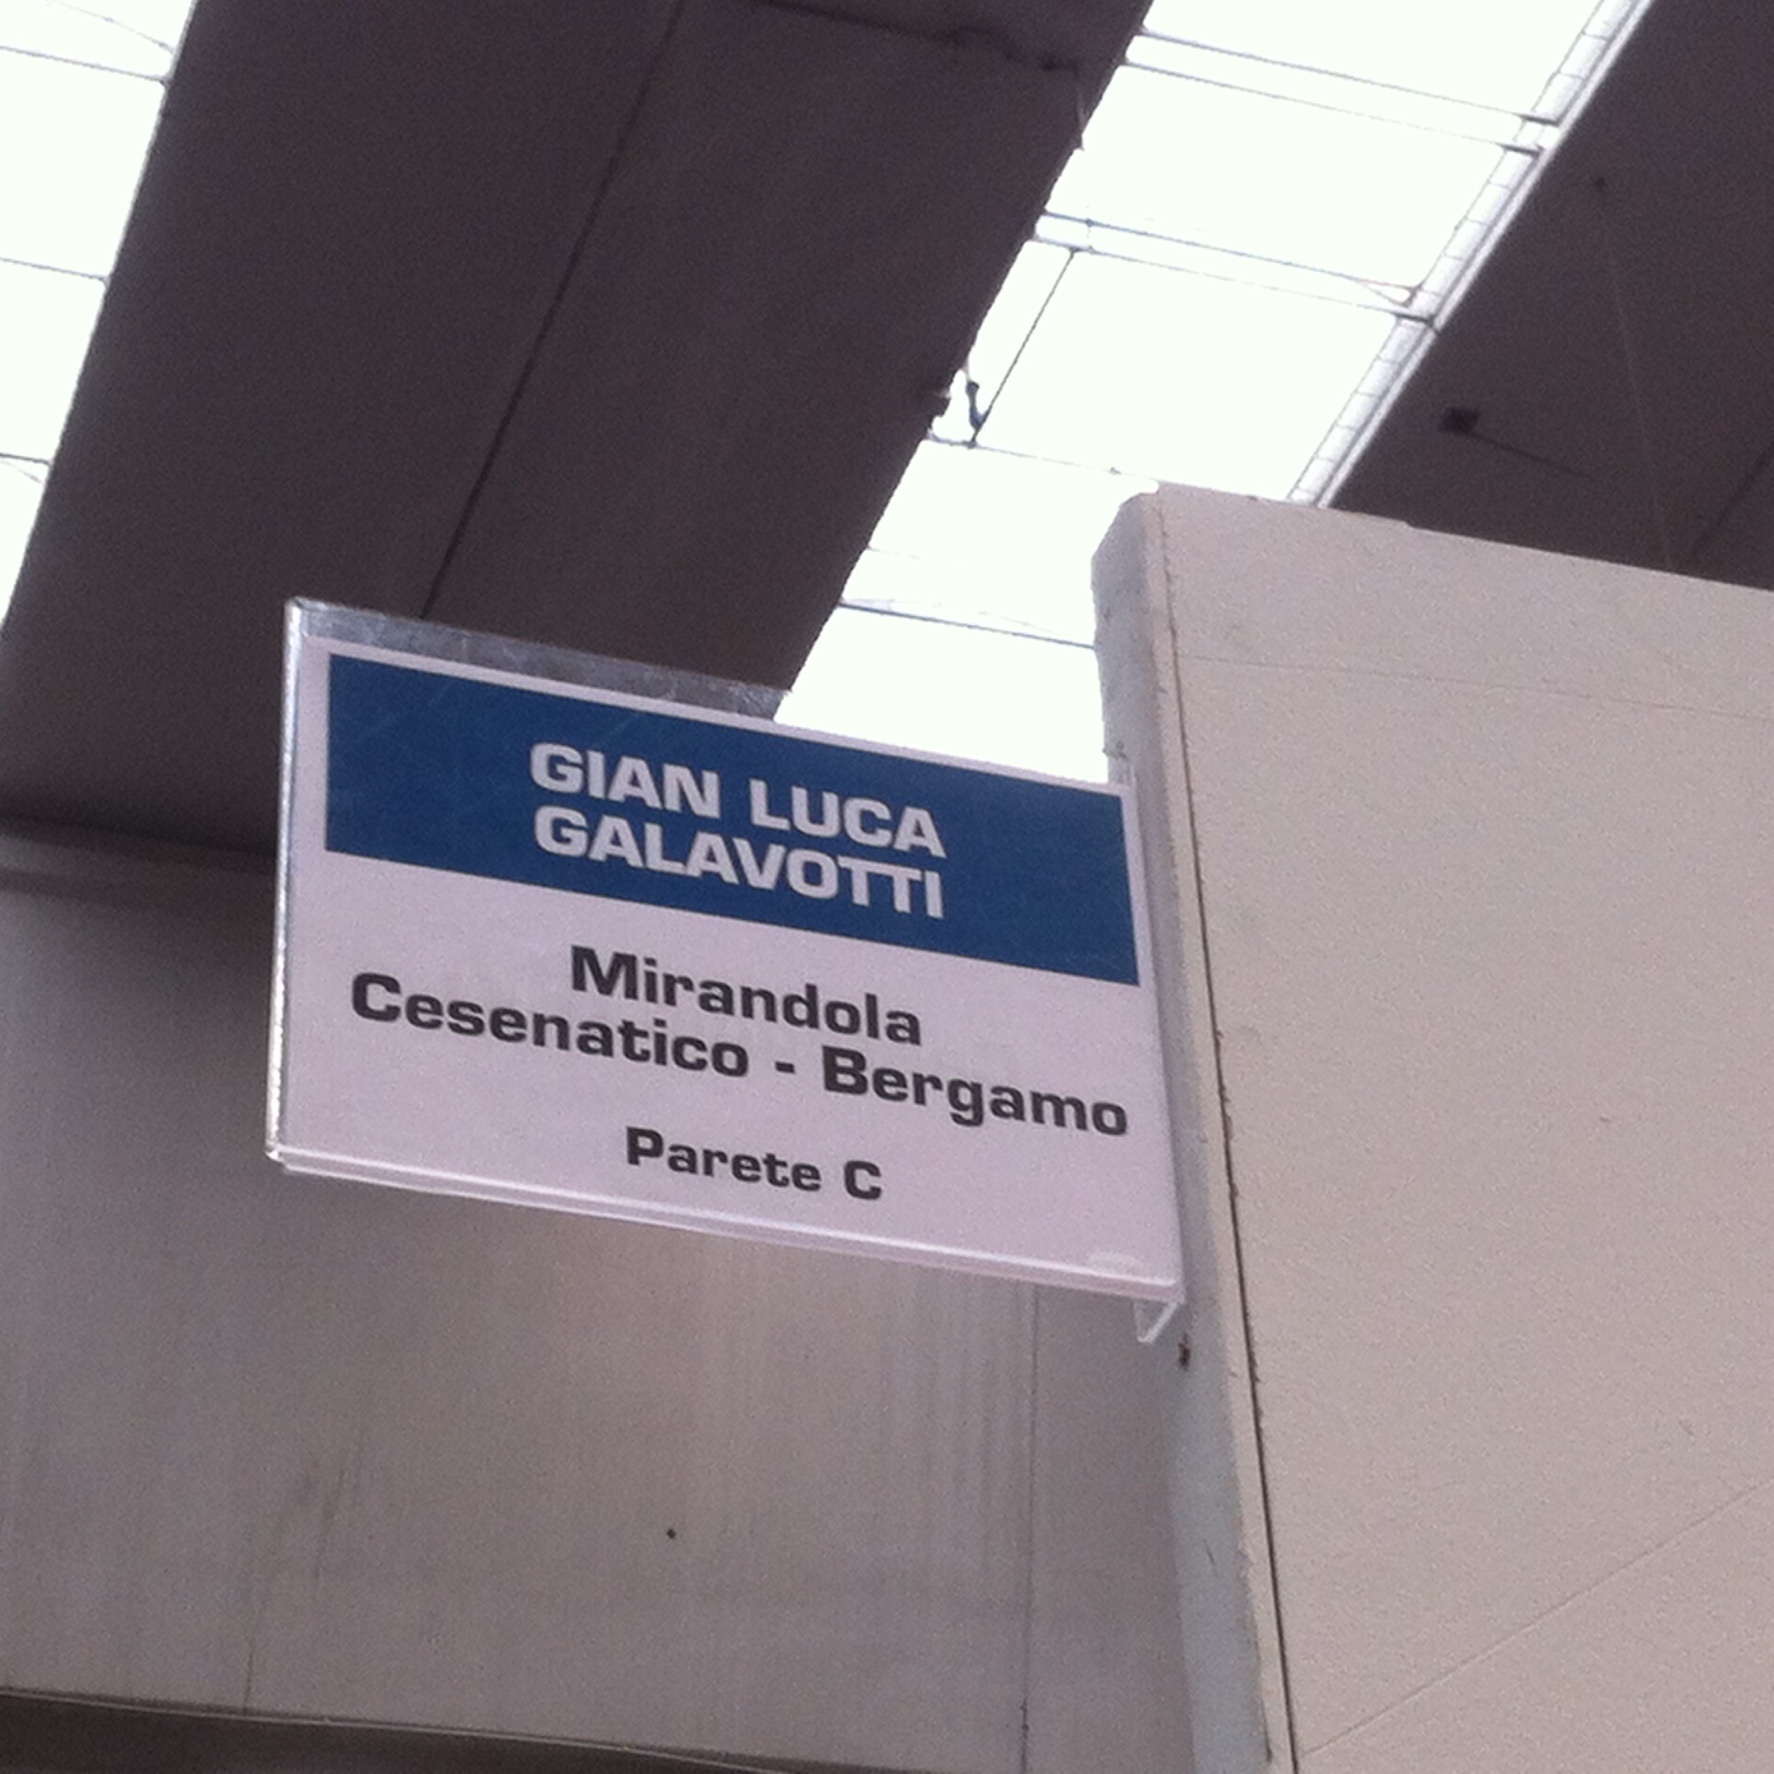 GIAN LUCA
GALAVOTTI
Mirandola
Cesenatico - Bergamo
Parete C